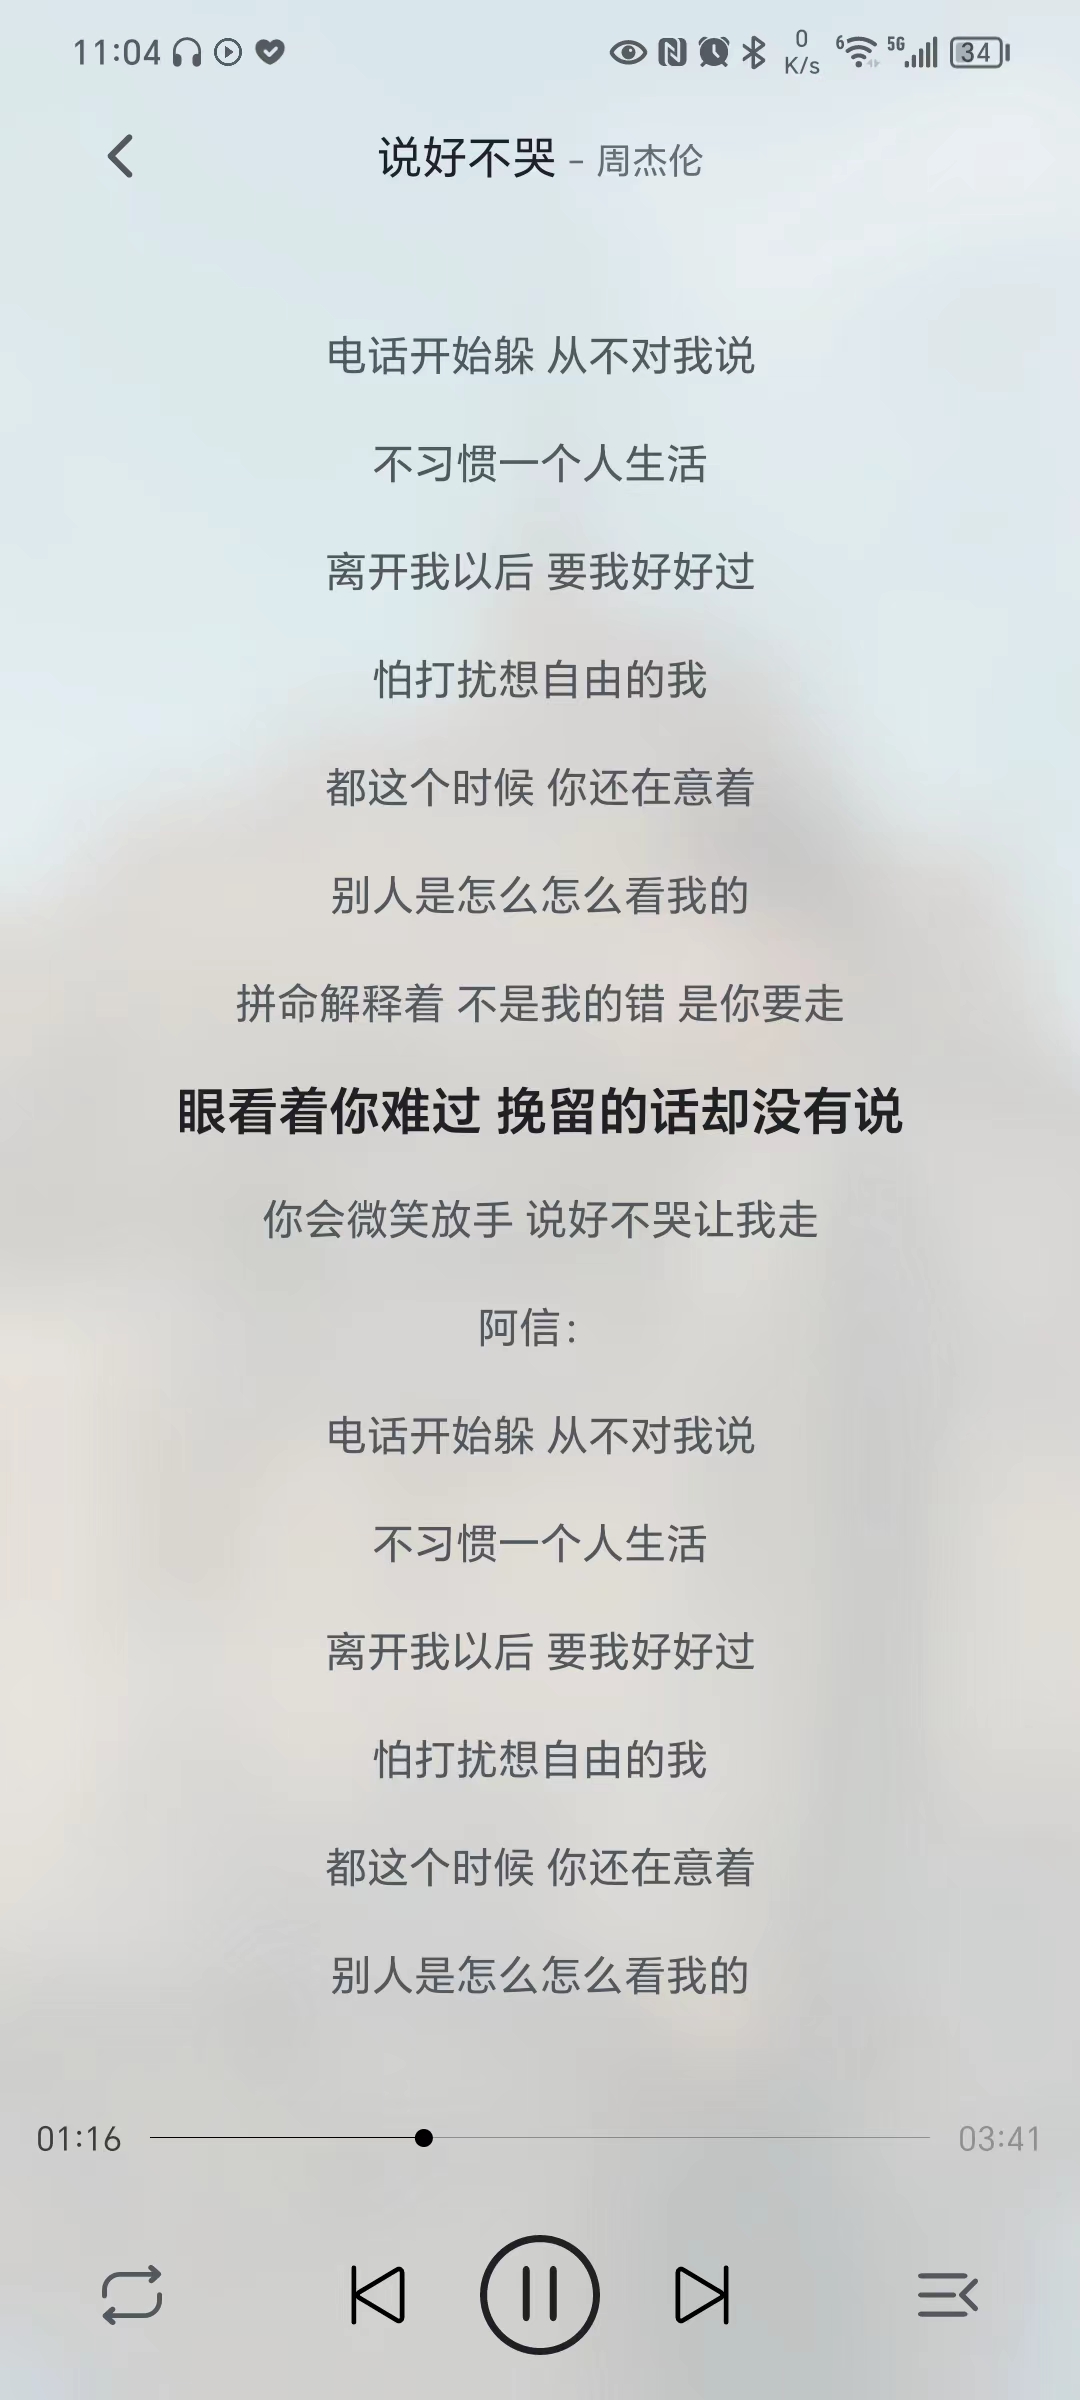 11:04 0 K/s 6 5G 34
说好不哭 - 周杰伦
电话开始躲 从不对我说
不习惯一个人生活
离开我以后 要我好好过
怕打扰想自由的我
都这个时候 你还在意着
别人是怎么怎么看我的
拼命解释着 不是我的错 是你要走
眼看着你难过 挽留的话却没有说
你会微笑放手 说好不哭让我走
阿信:
电话开始躲 从不对我说
不习惯一个人生活
离开我以后 要我好好过
怕打扰想自由的我
都这个时候 你还在意着
别人是怎么怎么看我的
01:16 03:41